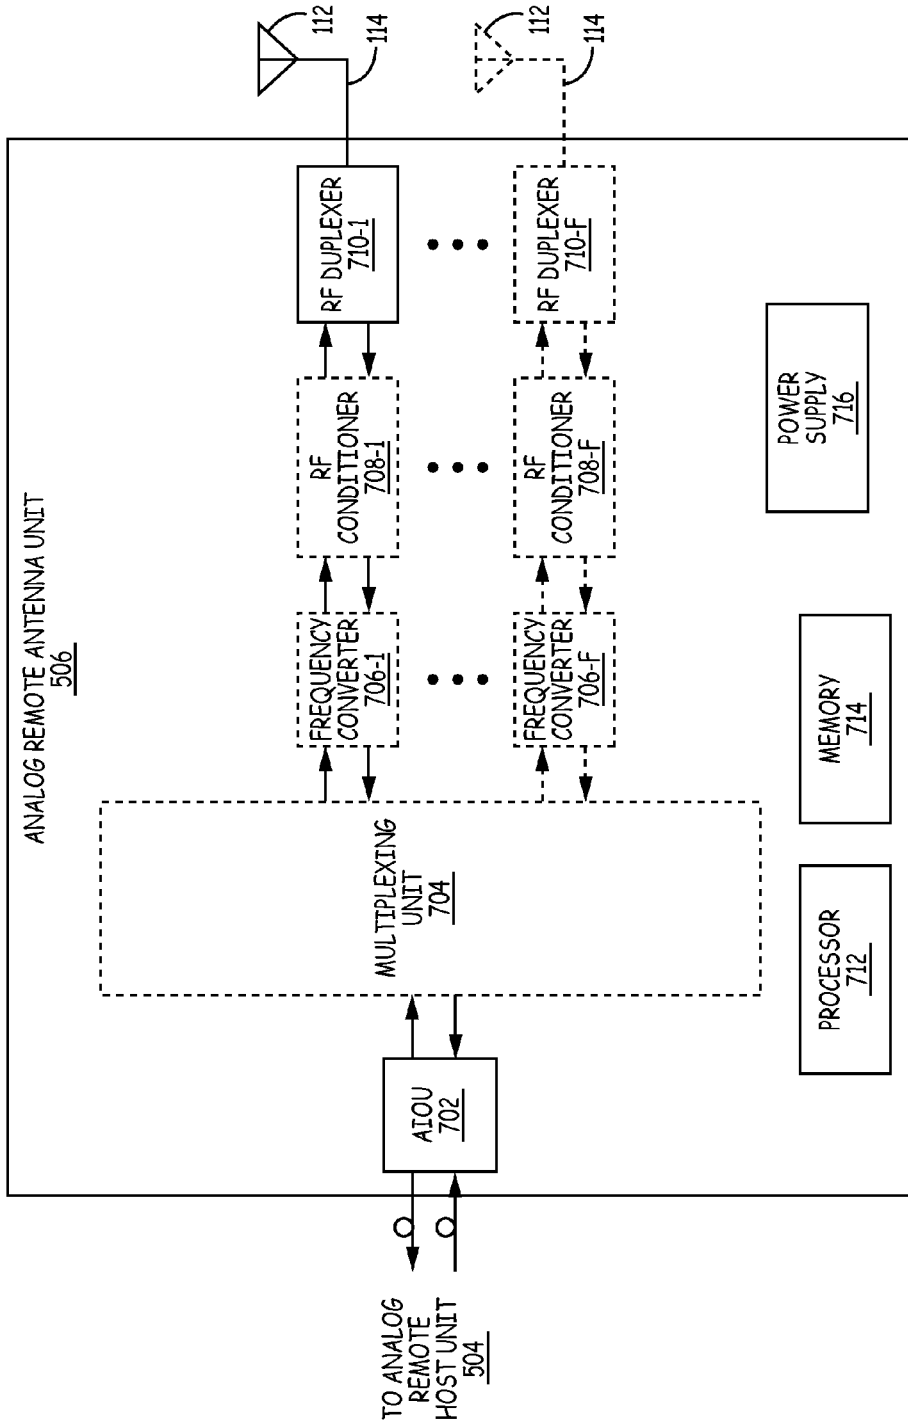 ANALOG REMOTE ANTENNA UNIT
506
TO ANALOG
REMOTE
HOST UNIT
504
AIOU
702
MULTIPLEXING
UNIT
704
FREQUENCY
CONVERTER
706-1
RF
CONDITIONER
708-1
RF DUPLEXER
710-1
112
114
FREQUENCY
CONVERTER
706-F
RF
CONDITIONER
708-F
RF DUPLEXER
710-F
112
114
PROCESSOR
712
MEMORY
714
POWER
SUPPLY
716